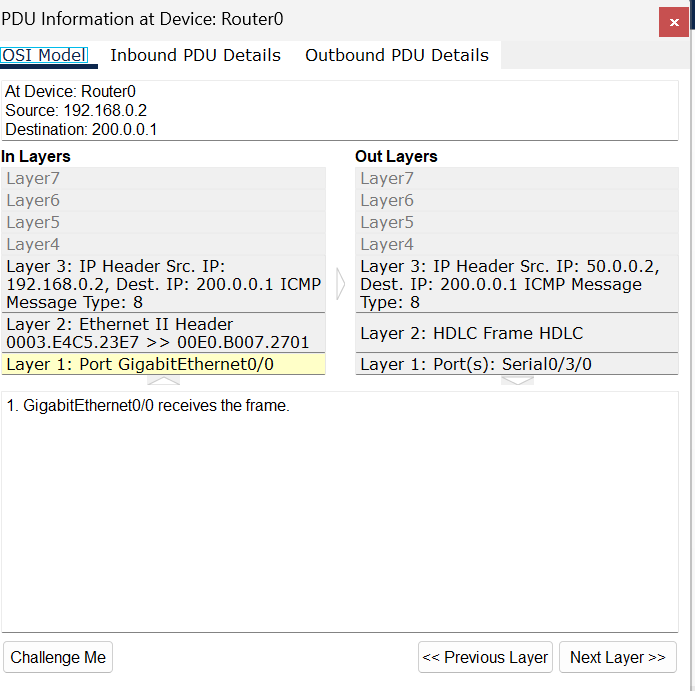 PDU Information at Device: Router0
OSI Model Inbound PDU Details Outbound PDU Details
At Device: Router0
Source: 192.168.0.2
Destination: 200.0.0.1
In Layers
Layer7
Layer6
Layer5
Layer4
Layer 3: IP Header Src. IP:
192.168.0.2, Dest. IP: 200.0.0.1 ICMP
Message Type: 8
Layer 2: Ethernet II Header
0003.E4C5.23E7 >> 00E0.B007.2701
Layer 1: Port GigabitEthernet0/0
Out Layers
Layer7
Layer6
Layer5
Layer4
Layer 3: IP Header Src. IP: 50.0.0.2,
Dest. IP: 200.0.0.1 ICMP Message
Type: 8
Layer 2: HDLC Frame HDLC
Layer 1: Port(s): Serial0/3/0
1. GigabitEthernet0/0 receives the frame.
Challenge Me
<< Previous Layer
Next Layer >>